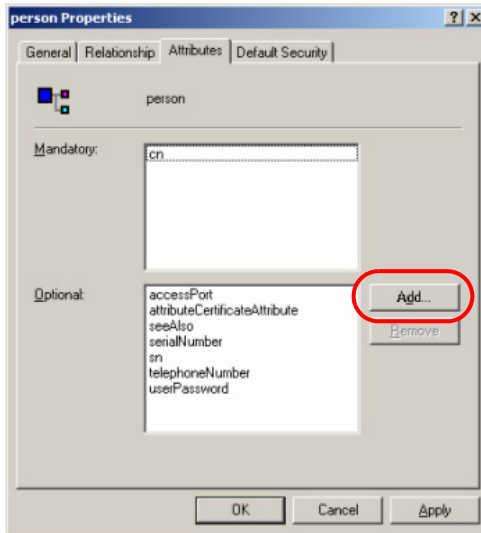 person Properties
General Relationship Attributes Default Security
person
Mandatory:
cn
Optional:
accessPort
attributeCertificateAttribute
seeAlso
serialNumber
sn
telephoneNumber
userPassword
Add...
Remove
OK Cancel Apply